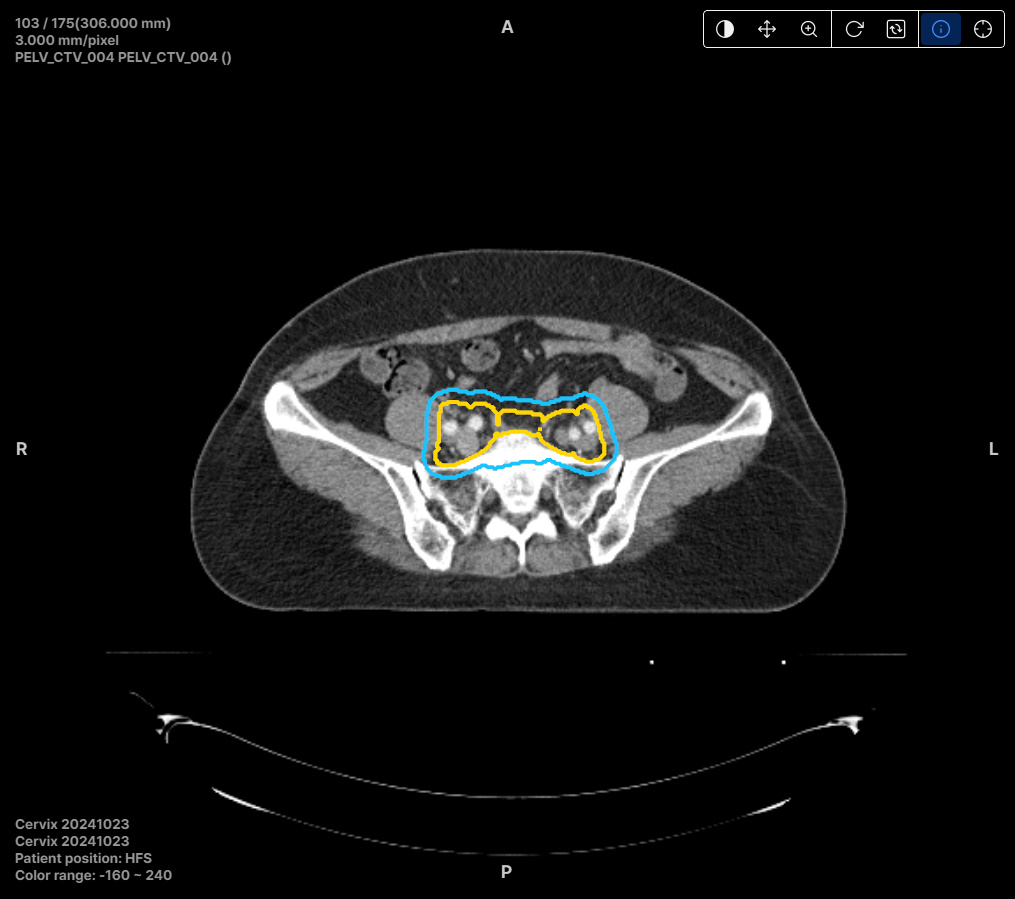 103 / 175(306.000 mm)
3.000 mm/pixel
PELV_CTV_004 PELV_CTV_004 ()
A
R
L
Cervix 20241023
Cervix 20241023
Patient position: HFS
Color range: -160 ~ 240
P